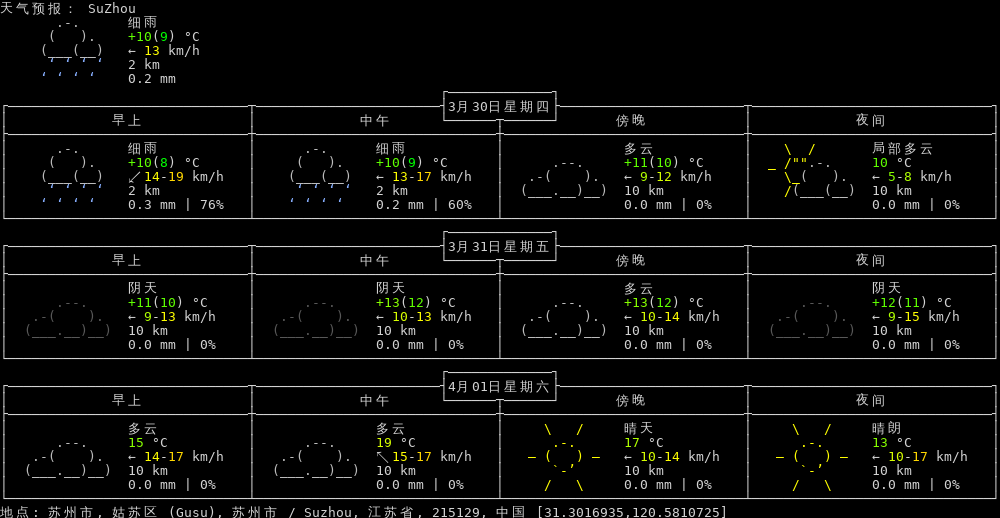 天气预报: SuZhou
细雨
+10(9) °C
← 13 km/h
2 km
0.2 mm
3月30日星期四
早上 中午 傍晚 夜间
细雨 细雨 多云 局部多云
+10(8) °C +10(9) °C +11(10) °C 10 °C
↙ 14-19 km/h ← 13-17 km/h ← 9-12 km/h ← 5-8 km/h
2 km 2 km 10 km 10 km
0.3 mm | 76% 0.2 mm | 60% 0.0 mm | 0% 0.0 mm | 0%
3月31日星期五
早上 中午 傍晚 夜间
阴天 阴天 多云 阴天
+11(10) °C +13(12) °C +13(12) °C +12(11) °C
← 9-13 km/h ← 10-13 km/h ← 10-14 km/h ← 9-15 km/h
10 km 10 km 10 km 10 km
0.0 mm | 0% 0.0 mm | 0% 0.0 mm | 0% 0.0 mm | 0%
4月01日星期六
早上 中午 傍晚 夜间
多云 多云 晴天 晴朗
15 °C 19 °C 17 °C 13 °C
← 14-17 km/h ↖ 15-17 km/h ← 10-14 km/h ← 10-17 km/h
10 km 10 km 10 km 10 km
0.0 mm | 0% 0.0 mm | 0% 0.0 mm | 0% 0.0 mm | 0%
地点: 苏州市, 姑苏区 (Gusu), 苏州市 / Suzhou, 江苏省, 215129, 中国 [31.3016935,120.5810725]